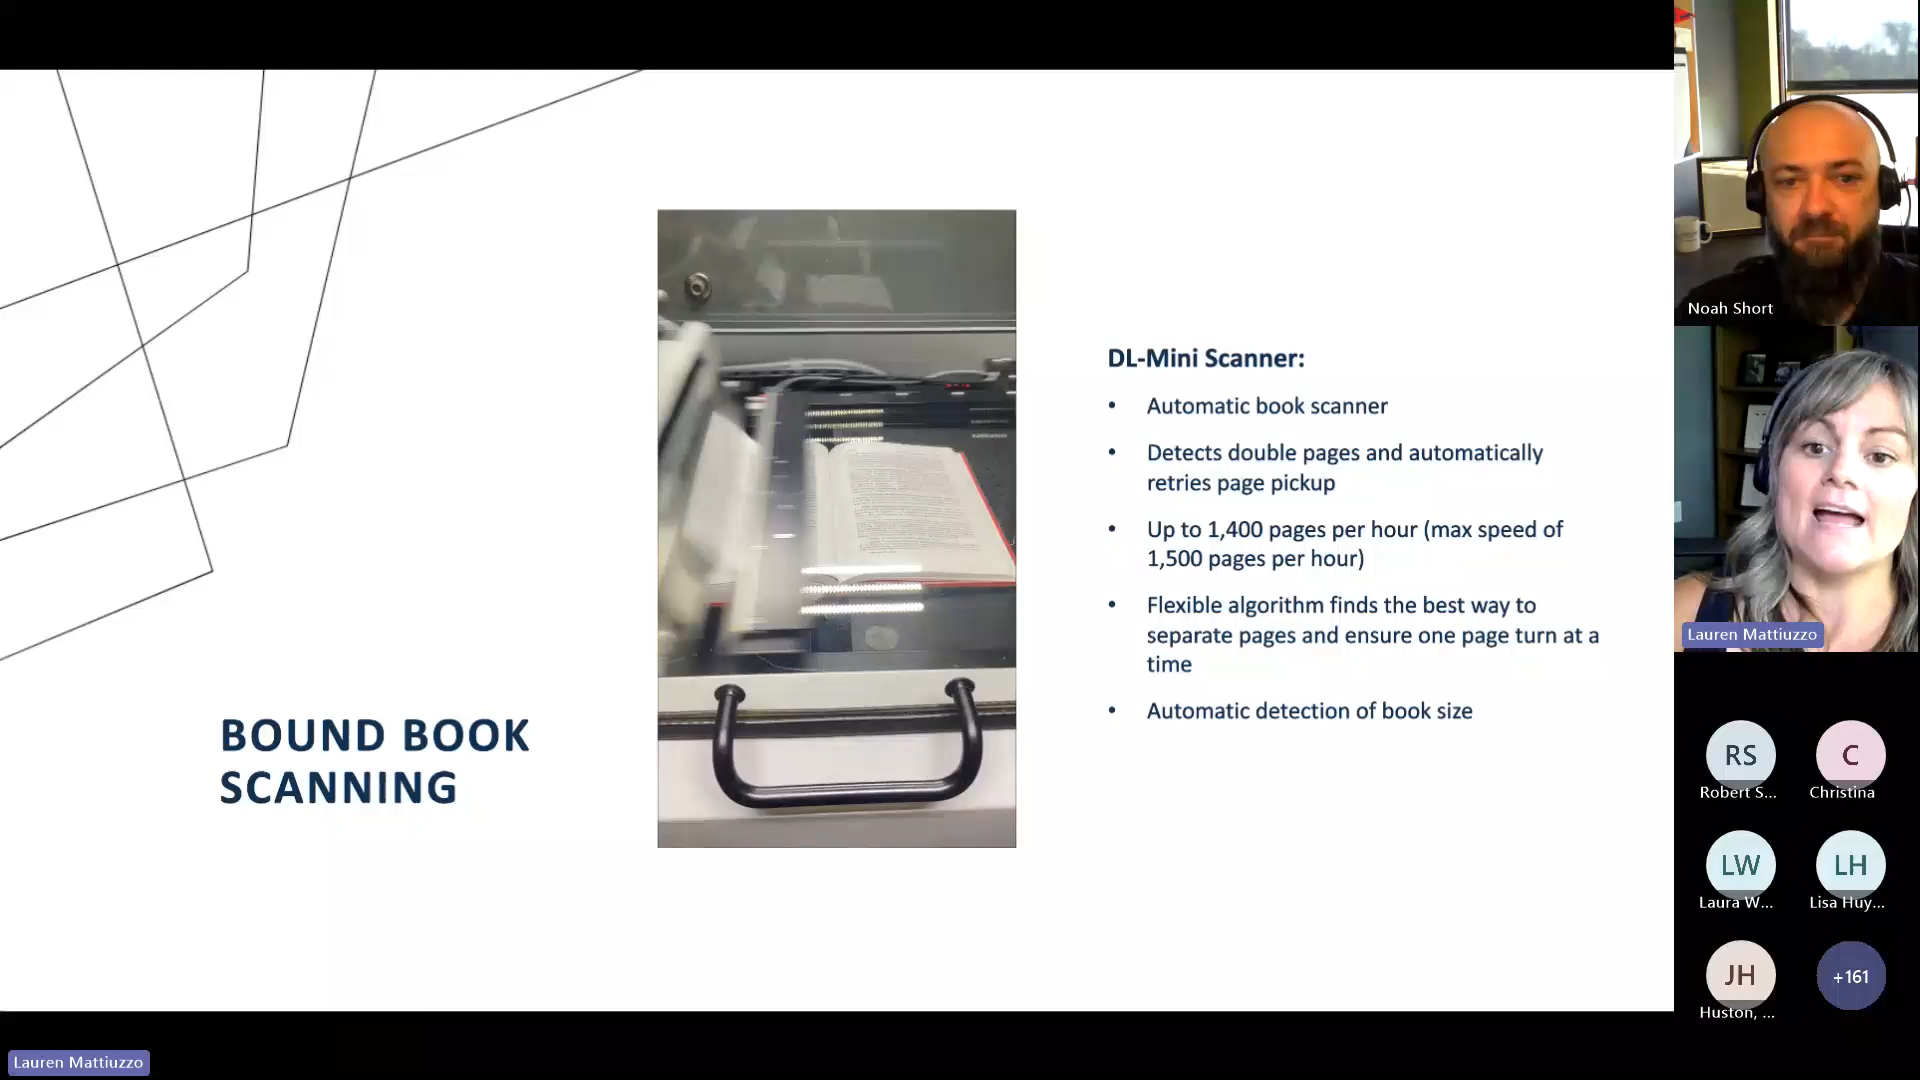 BOUND BOOK
SCANNING
DL-Mini Scanner:
• Automatic book scanner
• Detects double pages and automatically
retries page pickup
• Up to 1,400 pages per hour (max speed of
1,500 pages per hour)
• Flexible algorithm finds the best way to
separate pages and ensure one page turn at a
time
• Automatic detection of book size
Noah Short
Lauren Mattiuzzo
RS
Robert S...
C
Christina
LW
Laura W...
LH
Lisa Huy...
JH
Huston, ...
+161
Lauren Mattiuzzo